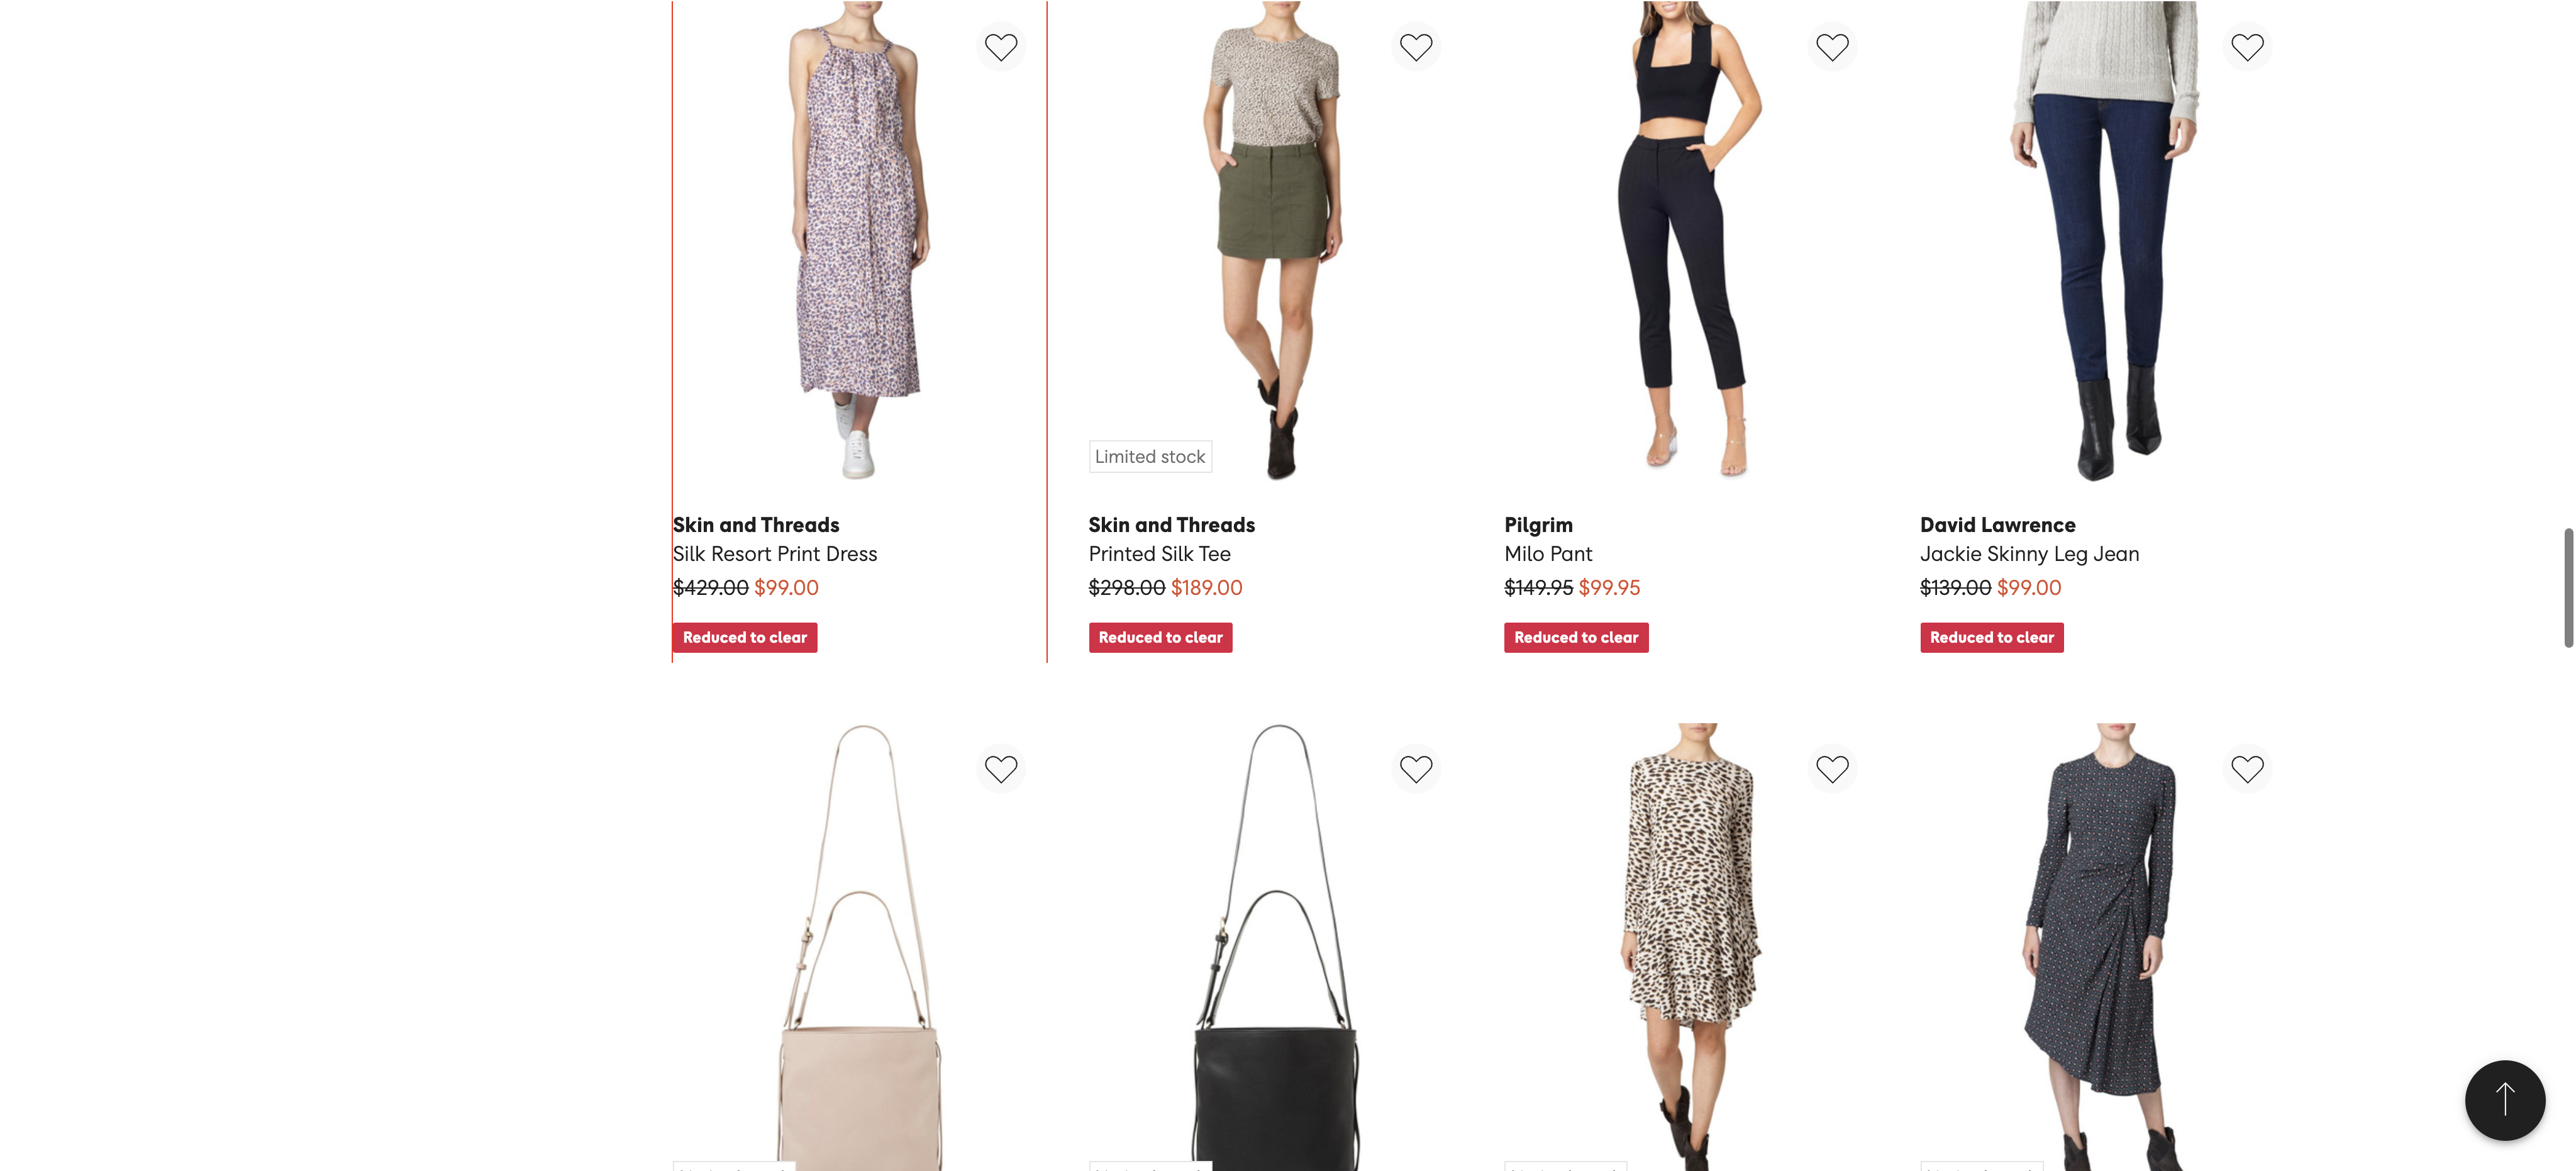 Limited stock
Skin and Threads
Silk Resort Print Dress
$429.00 $99.00
Reduced to clear
Skin and Threads
Printed Silk Tee
$298.00 $189.00
Reduced to clear
Pilgrim
Milo Pant
$149.95 $99.95
Reduced to clear
David Lawrence
Jackie Skinny Leg Jean
$139.00 $99.00
Reduced to clear